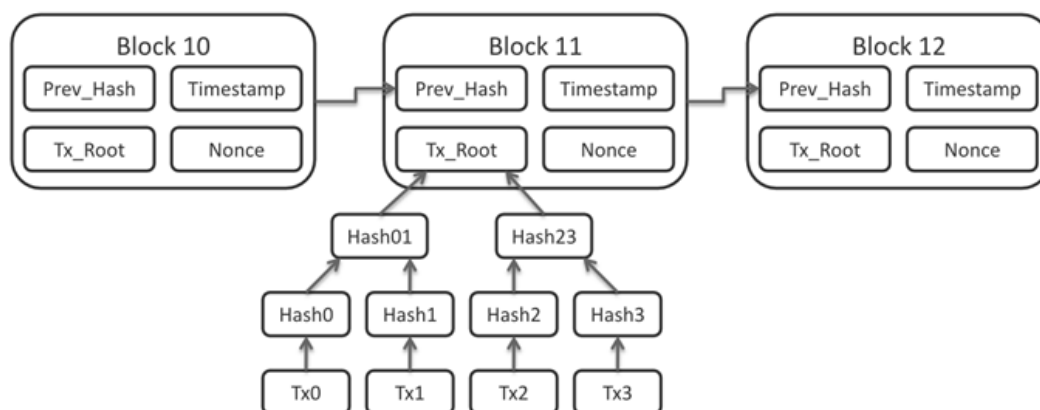 Block 10
Block 11
Block 12
Prev_Hash Timestamp
Prev_Hash Timestamp
Prev_Hash Timestamp
Tx_Root Nonce
Tx_Root Nonce
Tx_Root Nonce
Hash01 Hash23
Hash0 Hash1 Hash2 Hash3
Tx0 Tx1 Tx2 Tx3